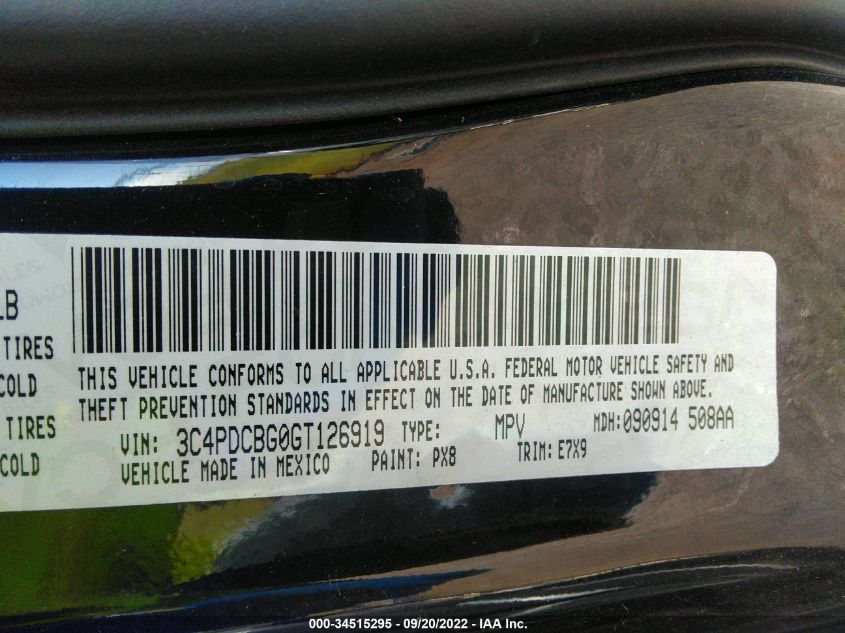 LB
TIRES
COLD
TIRES
COLD
THIS VEHICLE CONFORMS TO ALL APPLICABLE U.S.A. FEDERAL MOTOR VEHICLE SAFETY AND
THEFT PREVENTION STANDARDS IN EFFECT ON THE DATE OF MANUFACTURE SHOWN ABOVE.
VIN: 3C4PDCBG0GT126919 TYPE: MPV MDH:090914 508AA
VEHICLE MADE IN MEXICO PAINT: PX8 TRIM: E7X9
000-34515295 - 09/20/2022 - IAA Inc.